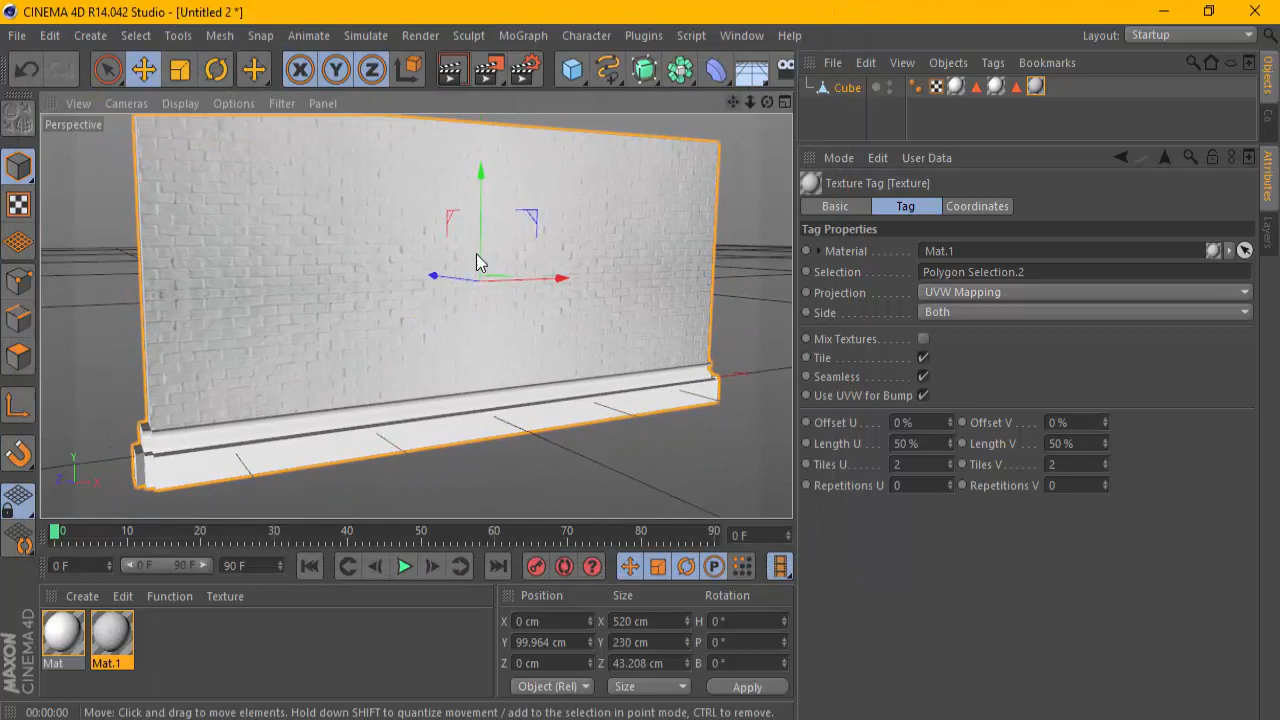 CINEMA 4D R14.042 Studio - [Untitled 2 *]
File Edit Create Select Tools Mesh Snap Animate Simulate Render Sculpt MoGraph Character Plugins Script Window Help Layout: Startup
X Y Z
File Edit View Objects Tags Bookmarks
Cube
View Cameras Display Options Filter Panel
Perspective
Y
Z X
Mode Edit User Data
Texture Tag [Texture]
Basic Tag Coordinates
Tag Properties
Material Mat.1
Selection Polygon Selection.2
Projection UVW Mapping
Side Both
Mix Textures
Tile
Seamless
Use UVW for Bump
Offset U 0 % Offset V 0 %
Length U 50 % Length V 50 %
Tiles U 2 Tiles V 2
Repetitions U 0 Repetitions V 0
Objects
Co
Attributes
Layers
0 10 20 30 40 50 60 70 80 90 0 F
0 F 0 F 90 F 90 F
P
Create Edit Function Texture
Mat Mat.1
Position Size Rotation
X 0 cm X 520 cm H 0 °
Y 99.964 cm Y 230 cm P 0 °
Z 0 cm Z 43.208 cm B 0 °
Object (Rel) Size Apply
MAXON
CINEMA 4D
00:00:00 Move: Click and drag to move elements. Hold down SHIFT to quantize movement / add to the selection in point mode, CTRL to remove.